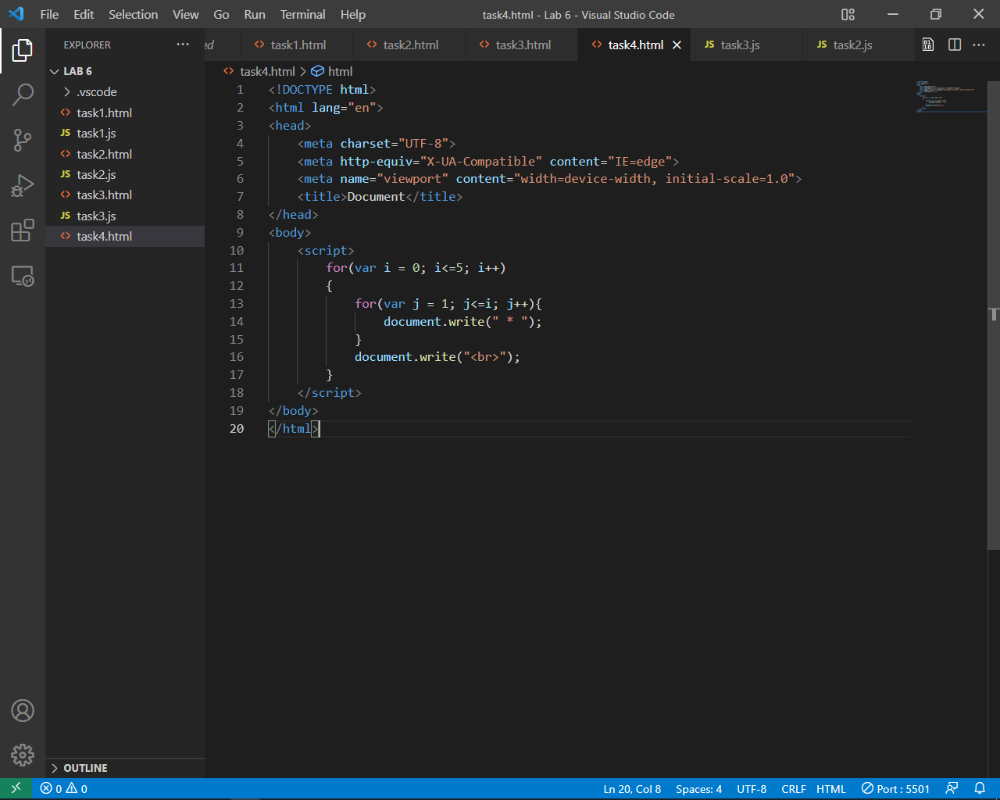 File Edit Selection View Go Run Terminal Help task4.html - Lab 6 - Visual Studio Code
EXPLORER ··· ed task1.html task2.html task3.html task4.html task3.js task2.js
LAB 6
.vscode
task1.html
task1.js
task2.html
task2.js
task3.html
task3.js
task4.html
task4.html > html
1 <!DOCTYPE html>
2 <html lang="en">
3 <head>
4 <meta charset="UTF-8">
5 <meta http-equiv="X-UA-Compatible" content="IE=edge">
6 <meta name="viewport" content="width=device-width, initial-scale=1.0">
7 <title>Document</title>
8 </head>
9 <body>
10 <script>
11 for(var i = 0; i<=5; i++)
12 {
13 for(var j = 1; j<=i; j++){
14 document.write(" * ");
15 }
16 document.write("<br>");
17 }
18 </script>
19 </body>
20 </html>
OUTLINE
0 0 Ln 20, Col 8 Spaces: 4 UTF-8 CRLF HTML Port : 5501